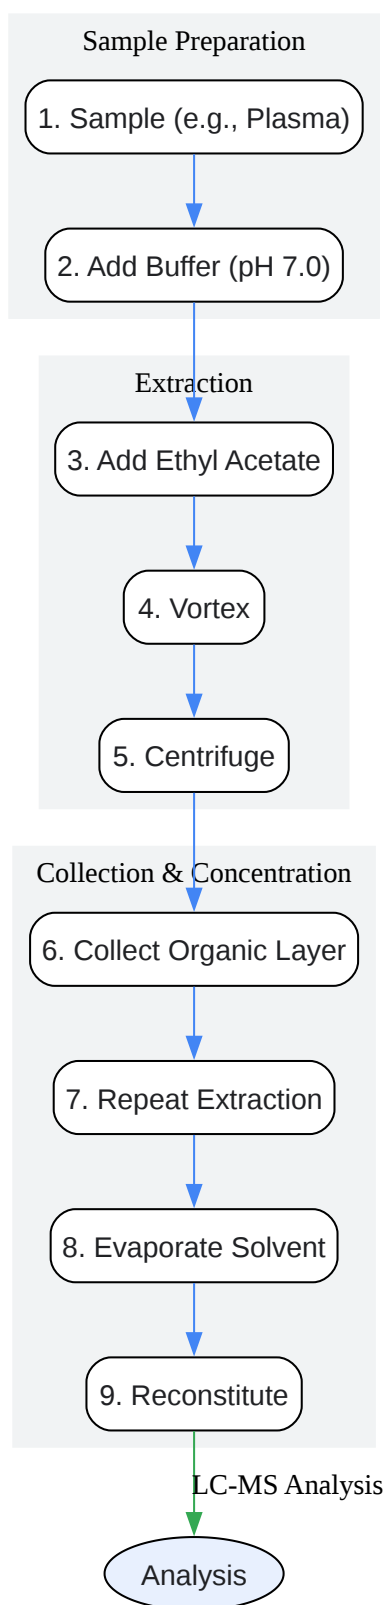 Sample Preparation
1. Sample (e.g., Plasma)
2. Add Buffer (pH 7.0)
Extraction
3. Add Ethyl Acetate
4. Vortex
5. Centrifuge
Collection & Concentration
6. Collect Organic Layer
7. Repeat Extraction
8. Evaporate Solvent
9. Reconstitute
LC-MS Analysis
Analysis